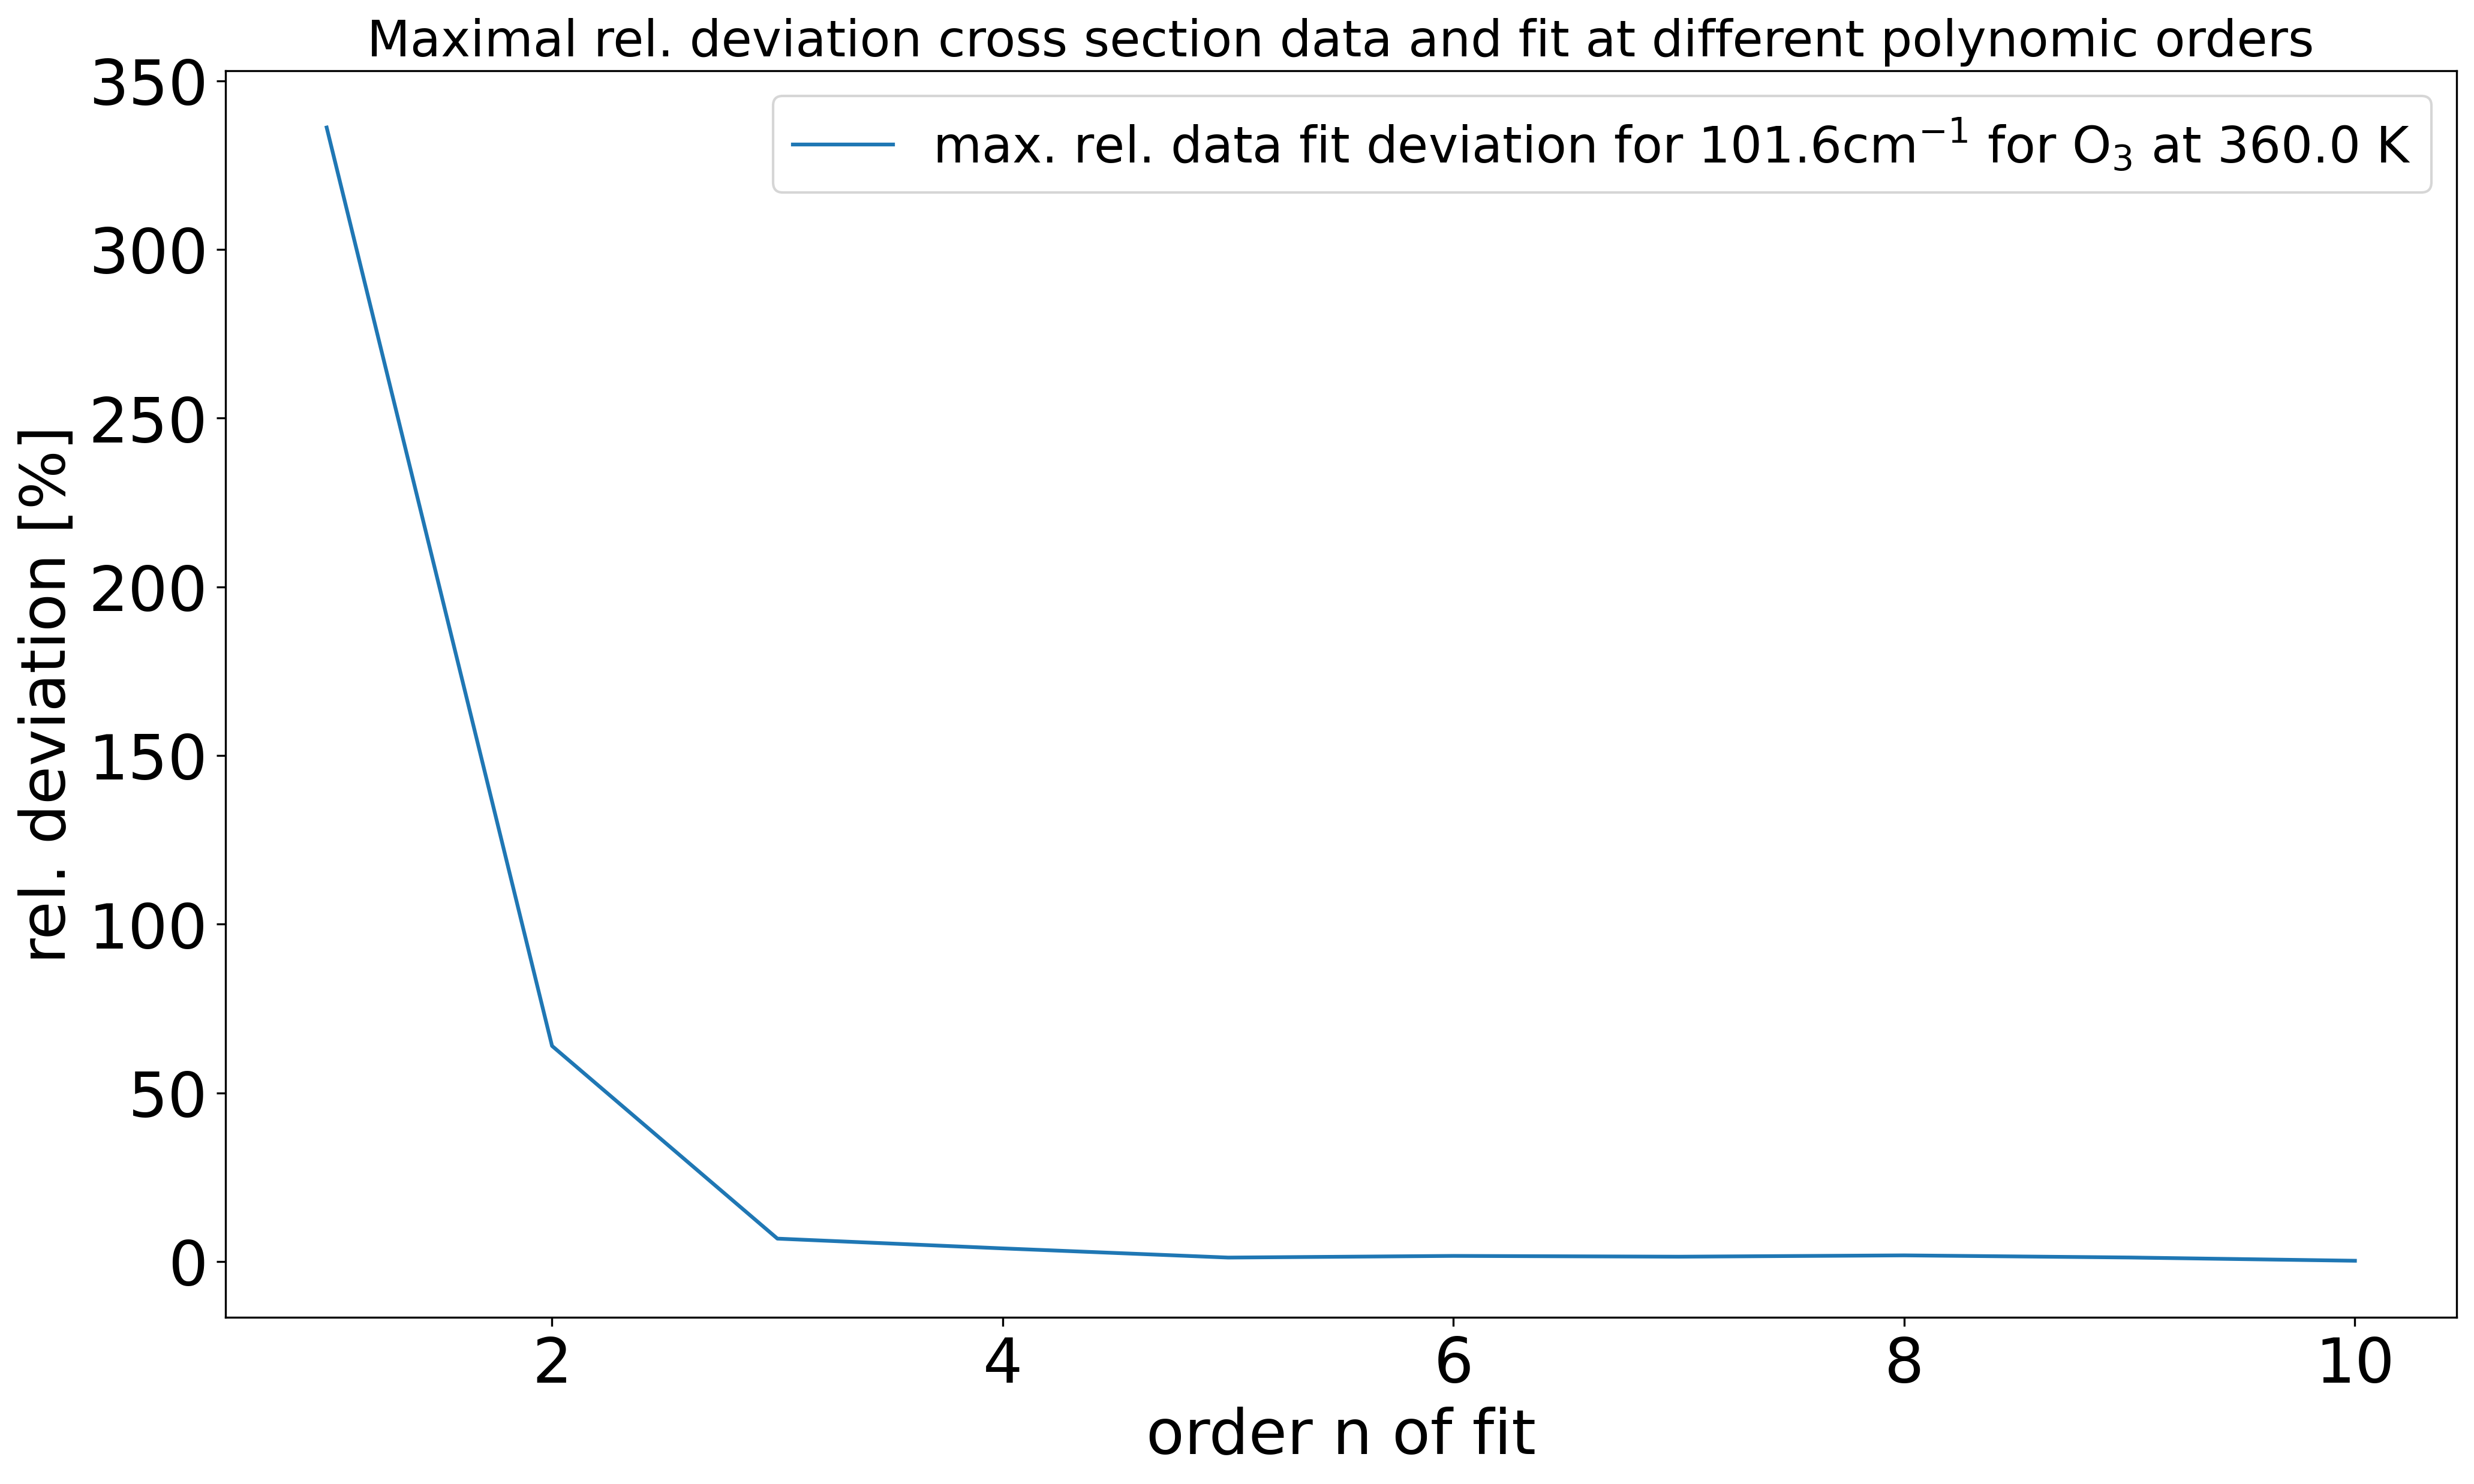 Maximal rel. deviation cross section data and fit at different polynomic orders
max. rel. data fit deviation for 101.6cm⁻¹ for O₃ at 360.0 K
rel. deviation [%]
350
300
250
200
150
100
50
0
2 4 6 8 10
order n of fit